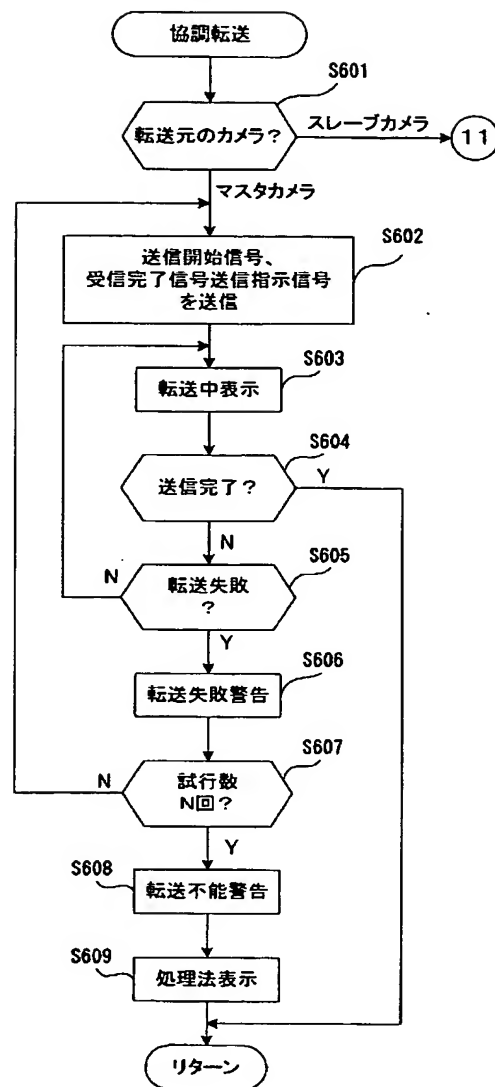 協調転送
S601
転送元のカメラ？
スレーブカメラ
11
マスタカメラ
S602
送信開始信号、
受信完了信号送信指示信号
を送信
S603
転送中表示
S604
送信完了？
Y
N
S605
転送失敗
？
N
Y
S606
転送失敗警告
S607
試行数
N回？
N
Y
S608
転送不能警告
S609
処理法表示
リターン